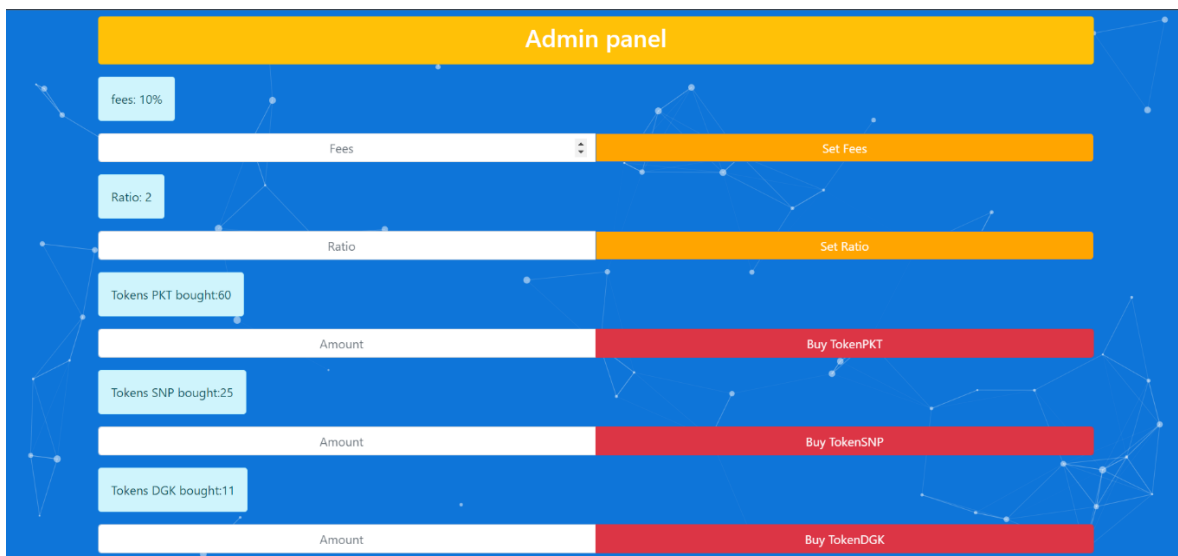 Admin panel
fees: 10%
Fees Set Fees
Ratio: 2
Ratio Set Ratio
Tokens PKT bought:60
Amount Buy TokenPKT
Tokens SNP bought:25
Amount Buy TokenSNP
Tokens DGK bought:11
Amount Buy TokenDGK